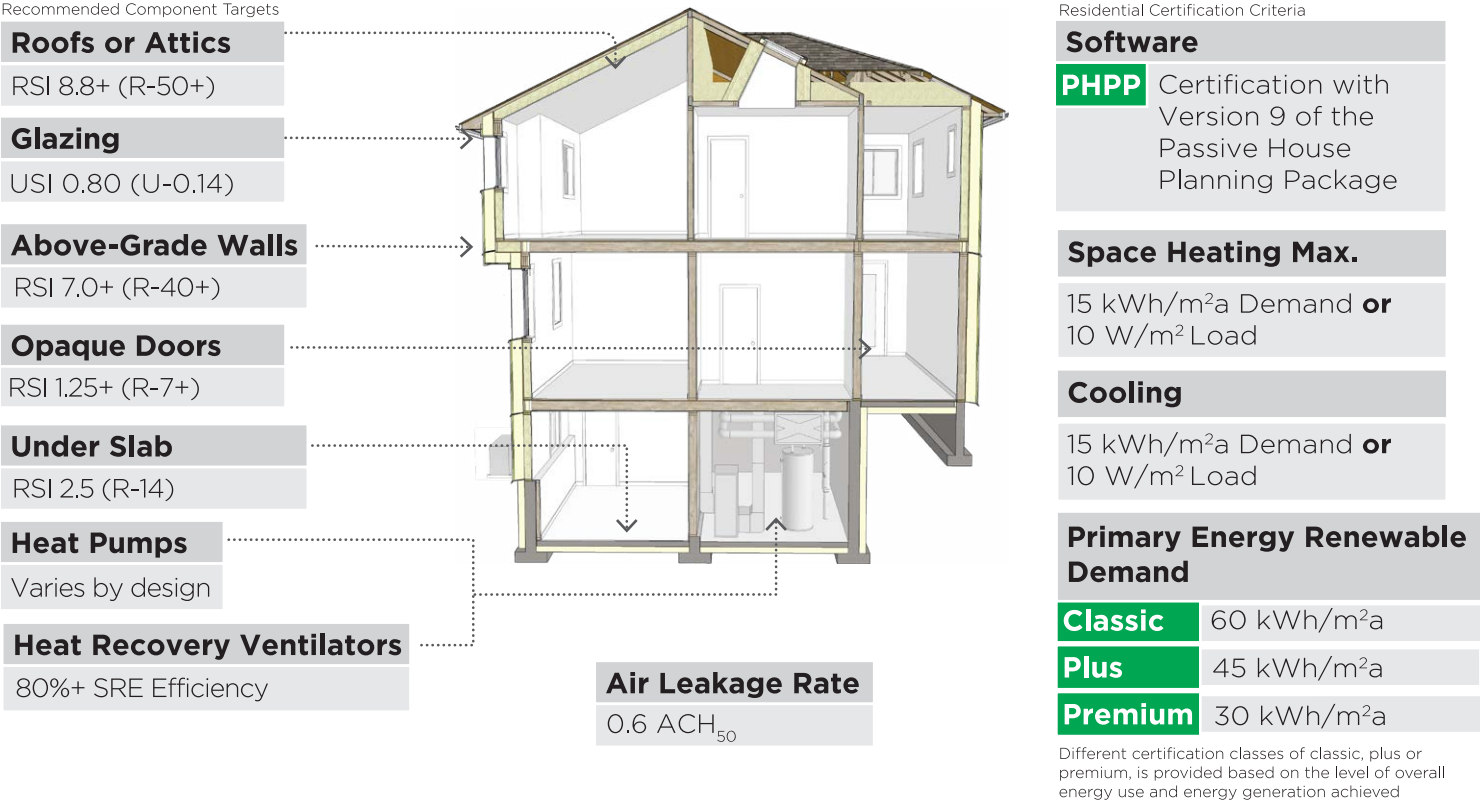 Recommended Component Targets
Roofs or Attics
RSI 8.8+ (R-50+)
Glazing
USI 0.80 (U-0.14)
Above-Grade Walls
RSI 7.0+ (R-40+)
Opaque Doors
RSI 1.25+ (R-7+)
Under Slab
RSI 2.5 (R-14)
Heat Pumps
Varies by design
Heat Recovery Ventilators
80%+ SRE Efficiency
Air Leakage Rate
0.6 ACH₅₀
Residential Certification Criteria
Software
PHPP
Certification with
Version 9 of the
Passive House
Planning Package
Space Heating Max.
15 kWh/m²a Demand or
10 W/m² Load
Cooling
15 kWh/m²a Demand or
10 W/m² Load
Primary Energy Renewable
Demand
Classic 60 kWh/m²a
Plus 45 kWh/m²a
Premium 30 kWh/m²a
Different certification classes of classic, plus or
premium, is provided based on the level of overall
energy use and energy generation achieved